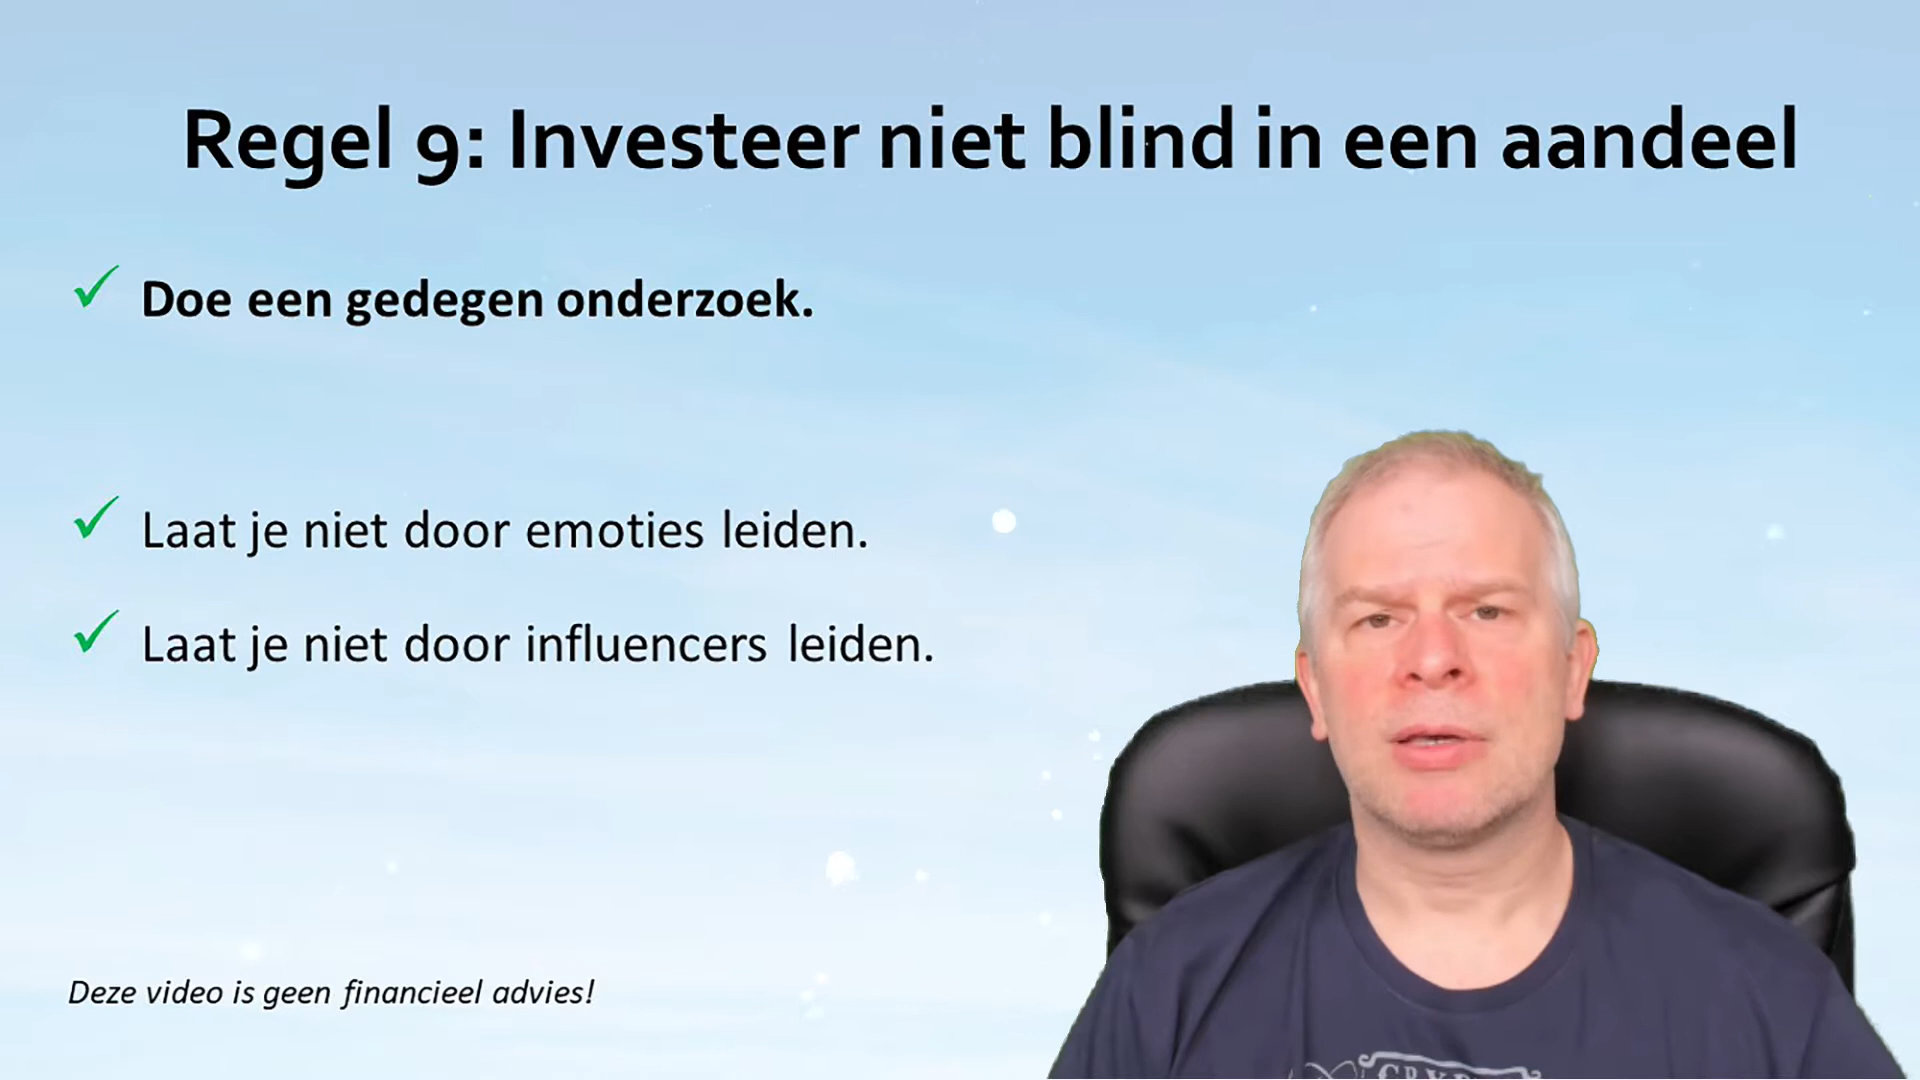 Regel 9: Investeer niet blind in een aandeel
Doe een gedegen onderzoek.
Laat je niet door emoties leiden.
Laat je niet door influencers leiden.
Deze video is geen financieel advies!